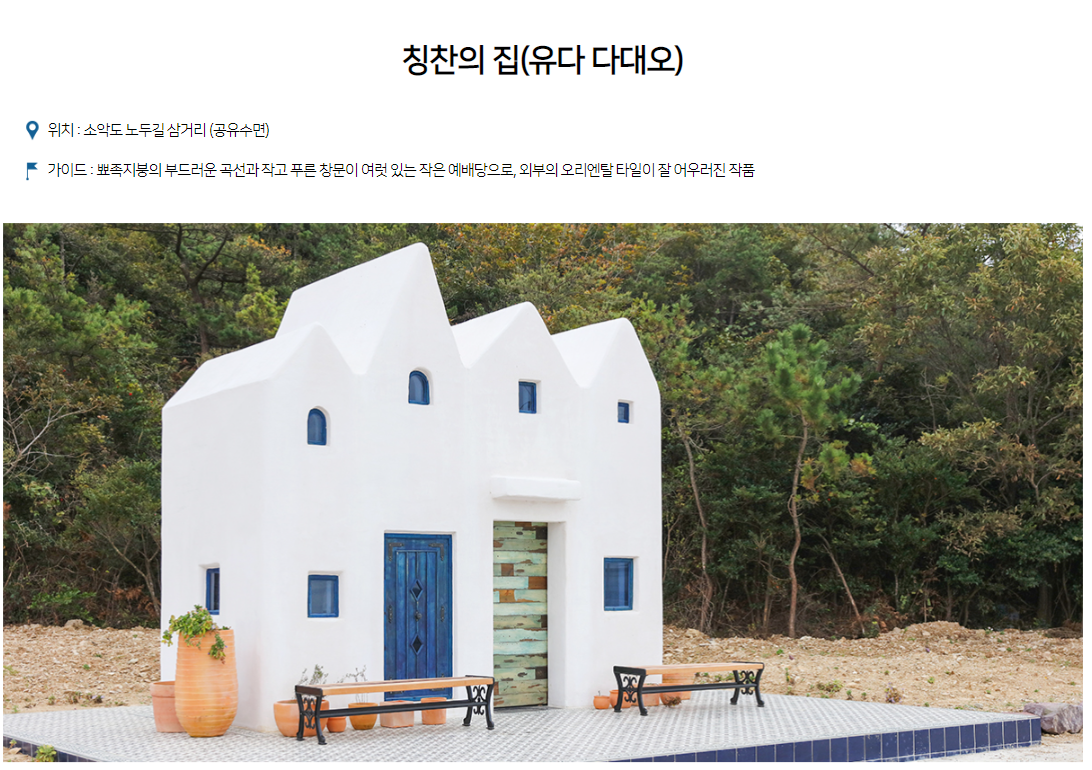 칭찬의 집(유다 다대오)
위치 : 소악도 노두길 삼거리 (공유수면)
가이드 : 뾰족지붕의 부드러운 곡선과 작고 푸른 창문이 여럿 있는 작은 예배당으로, 외부의 오리엔탈 타일이 잘 어우러진 작품